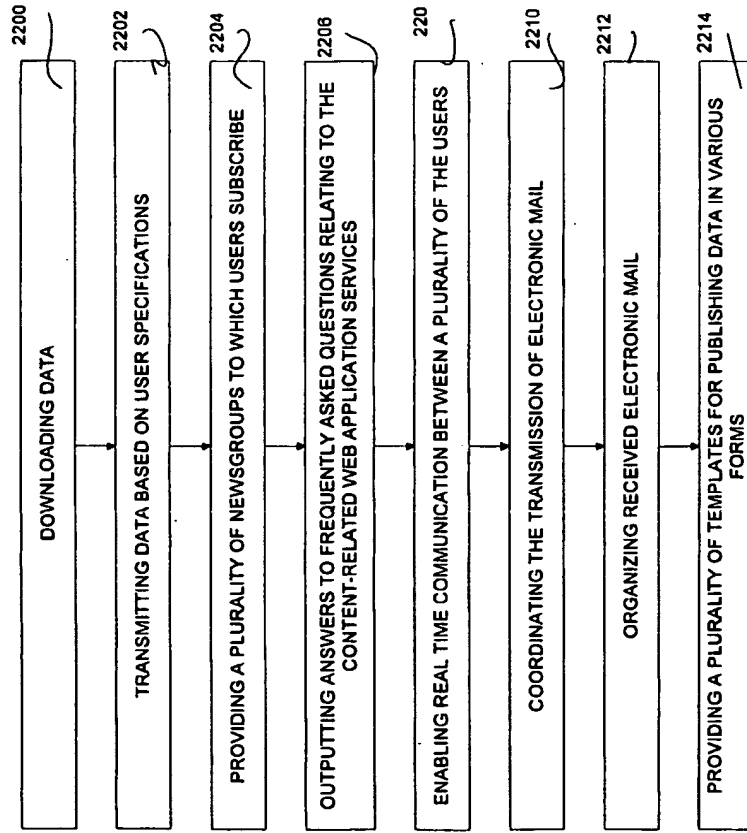 2200
DOWNLOADING DATA
2202
TRANSMITTING DATA BASED ON USER SPECIFICATIONS
2204
PROVIDING A PLURALITY OF NEWSGROUPS TO WHICH USERS SUBSCRIBE
2206
OUTPUTTING ANSWERS TO FREQUENTLY ASKED QUESTIONS RELATING TO THE
CONTENT-RELATED WEB APPLICATION SERVICES
220
ENABLING REAL TIME COMMUNICATION BETWEEN A PLURALITY OF THE USERS
2210
COORDINATING THE TRANSMISSION OF ELECTRONIC MAIL
2212
ORGANIZING RECEIVED ELECTRONIC MAIL
2214
PROVIDING A PLURALITY OF TEMPLATES FOR PUBLISHING DATA IN VARIOUS
FORMS